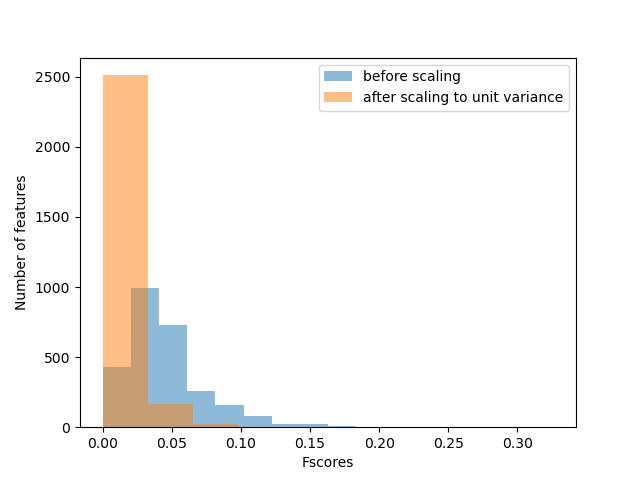 before scaling
after scaling to unit variance
Number of features
2500
2000
1500
1000
500
0
0.00 0.05 0.10 0.15 0.20 0.25 0.30
Fscores